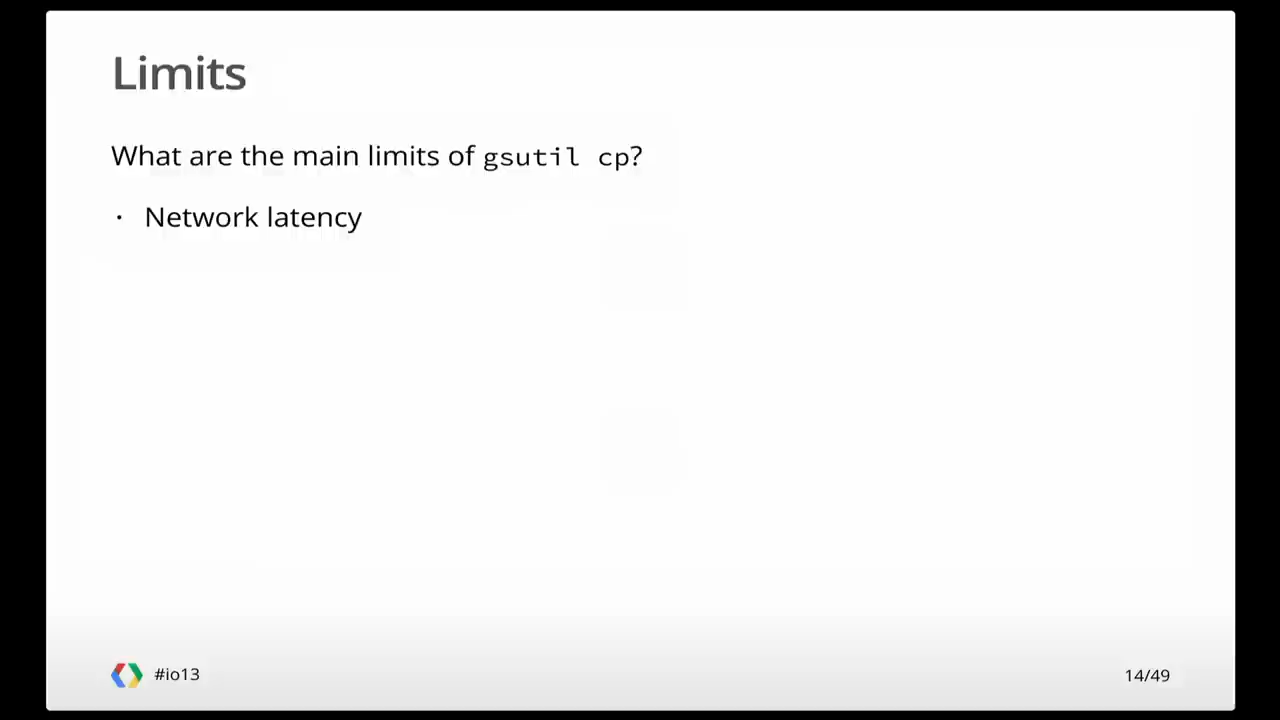 Limits
What are the main limits of gsutil cp?
· Network latency
#io13
14/49